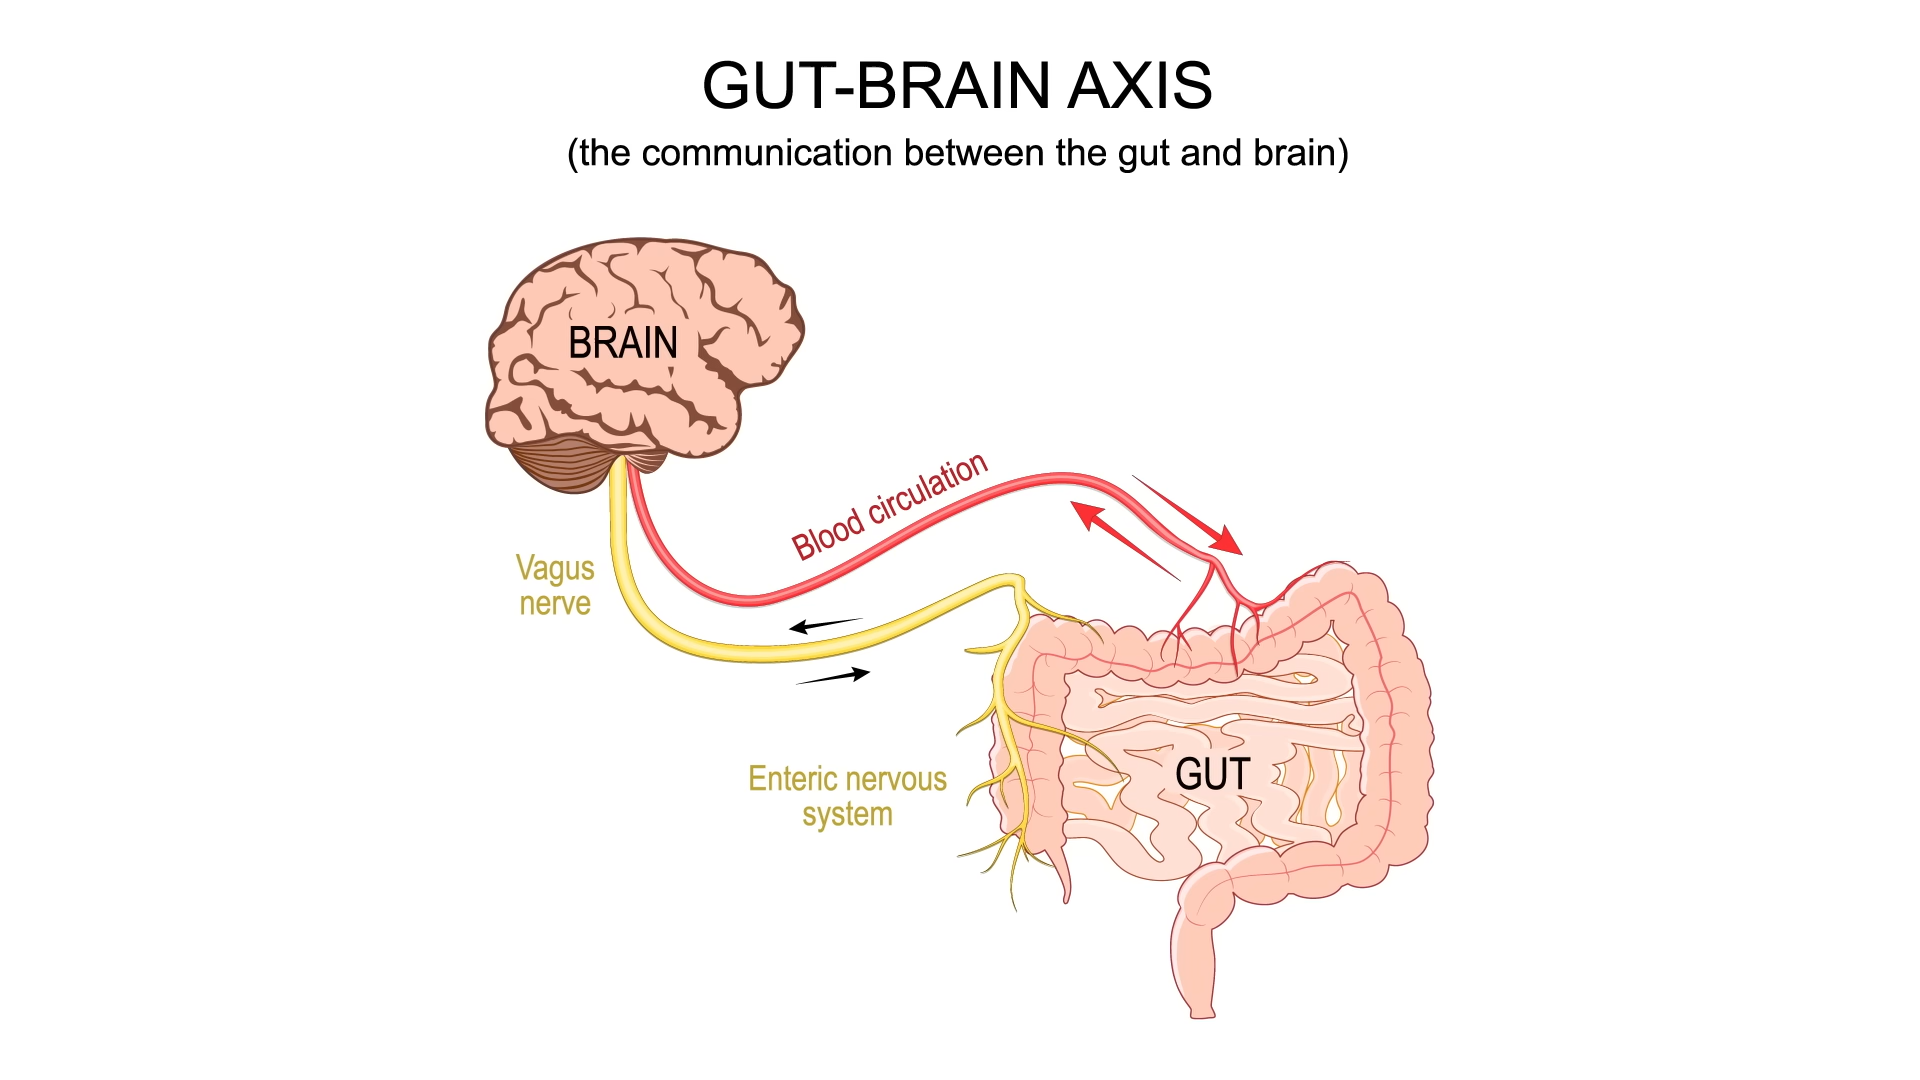 GUT-BRAIN AXIS
(the communication between the gut and brain)
BRAIN
Blood circulation
Vagus
nerve
Enteric nervous
system
GUT